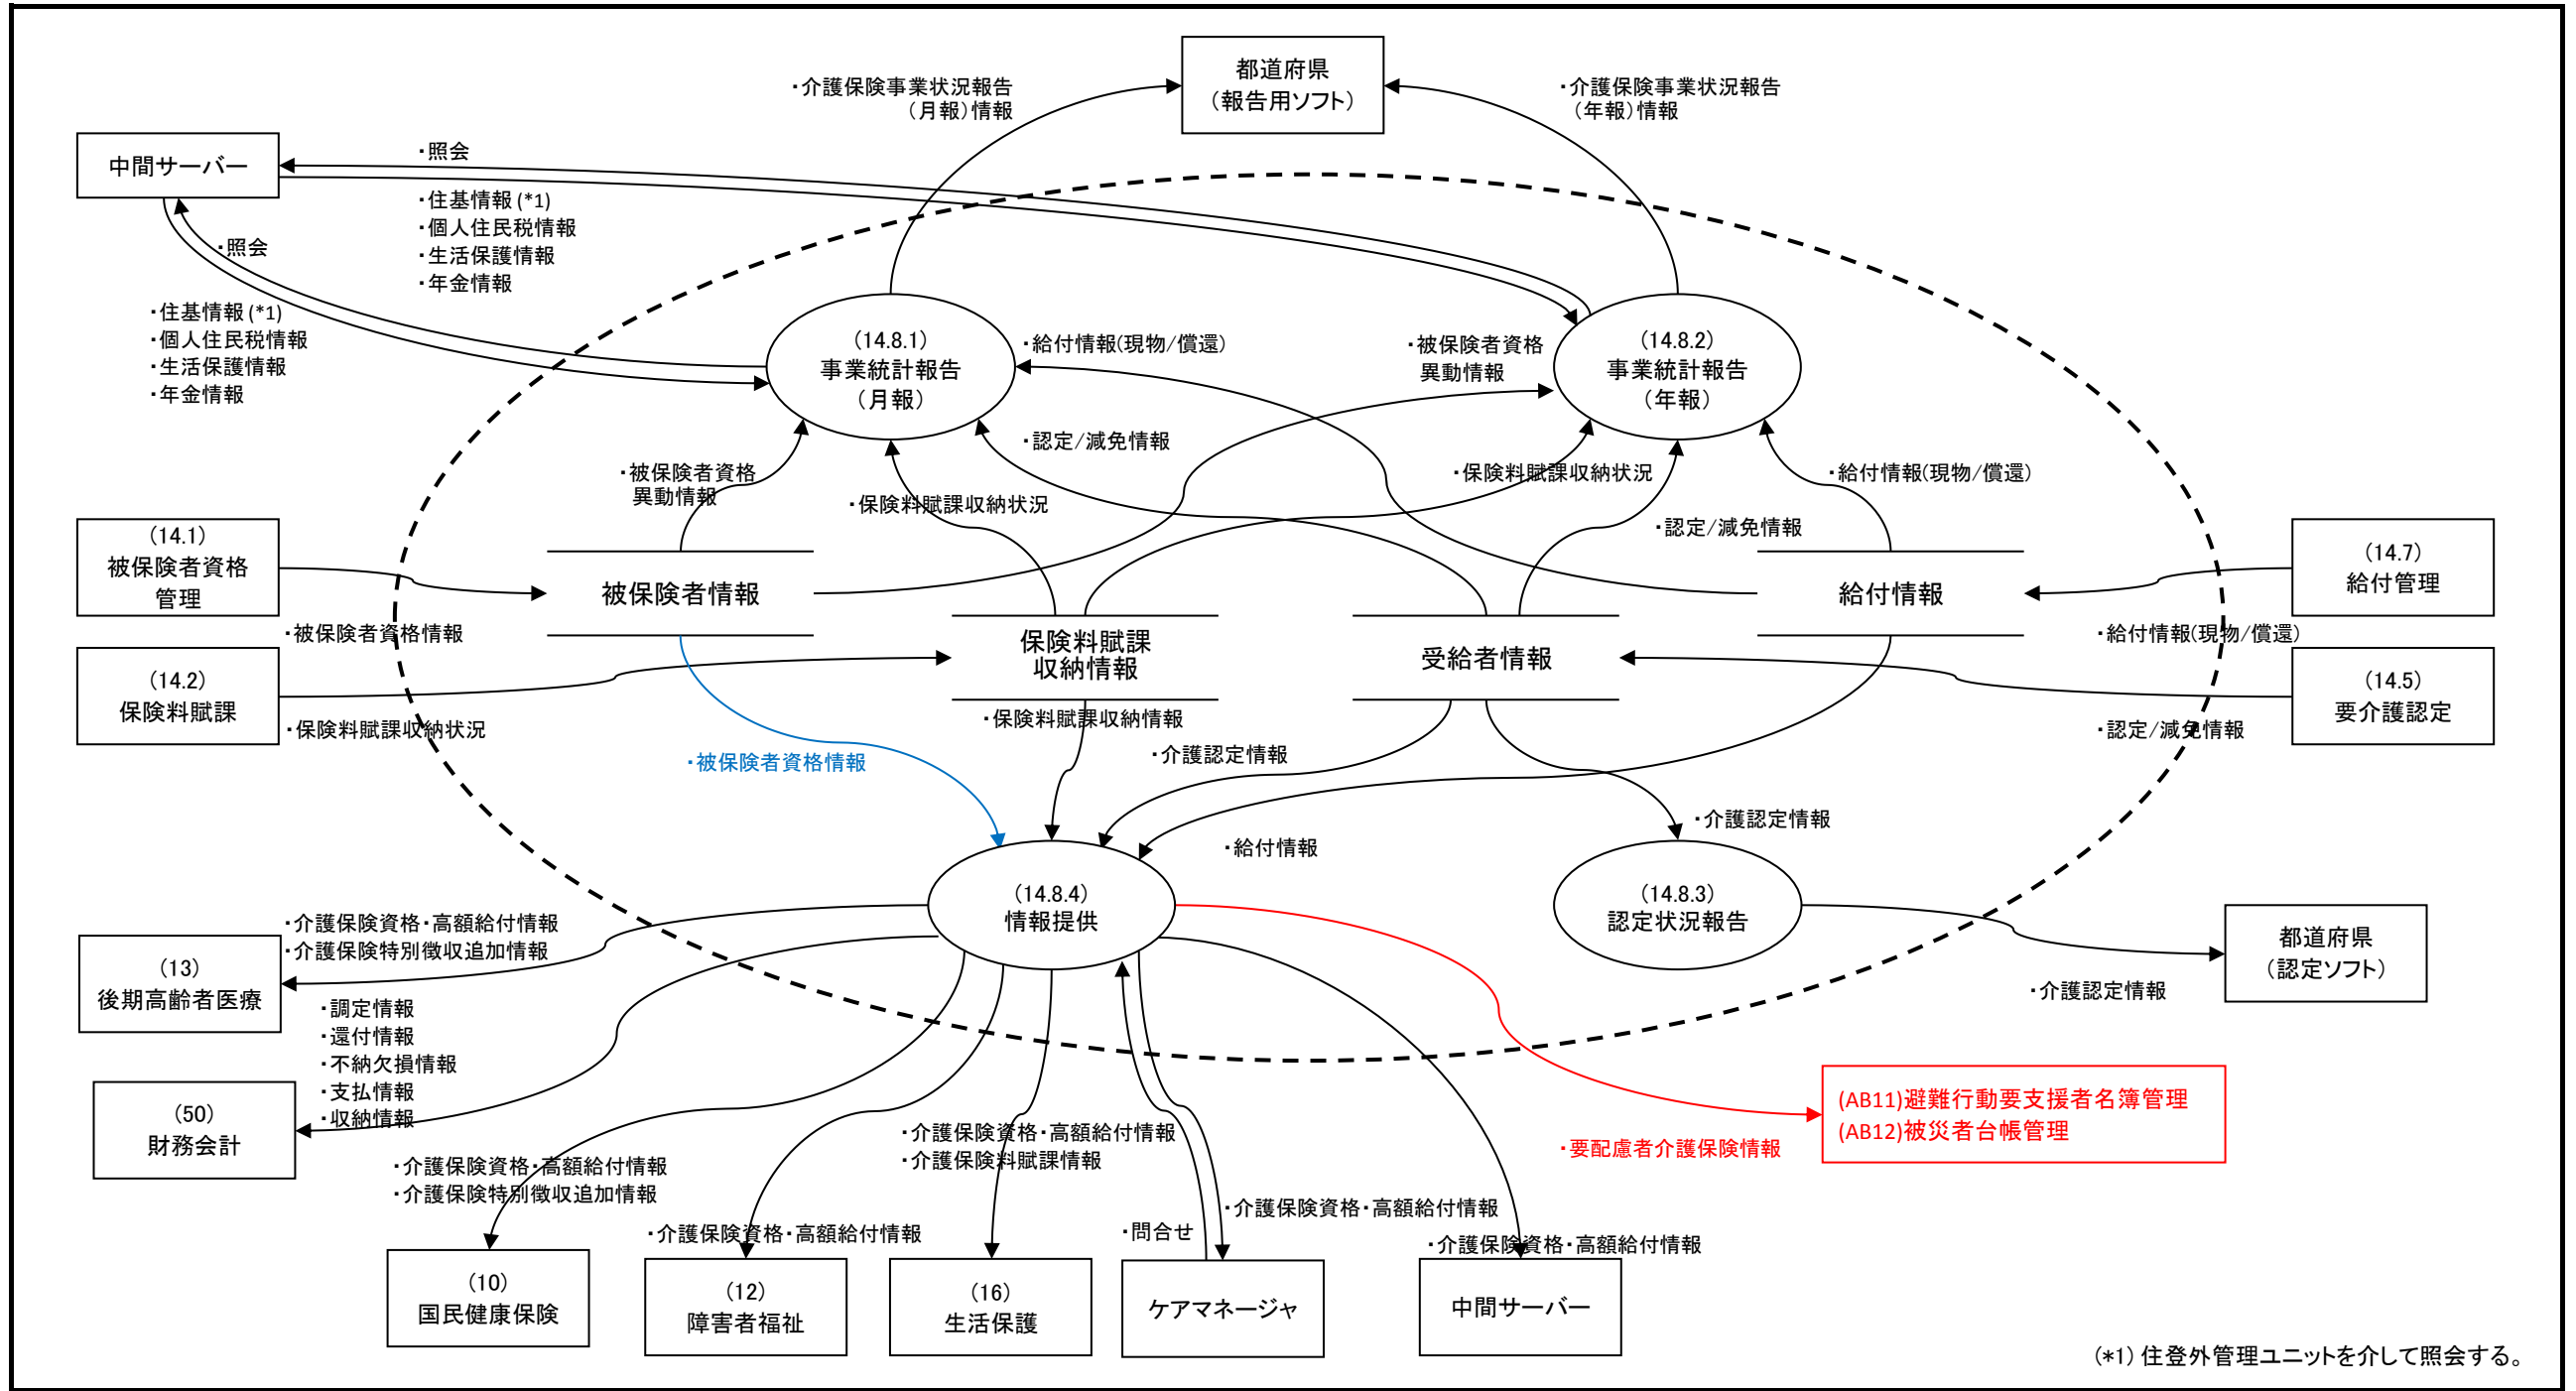 都道府県
（報告用ソフト）
・介護保険事業状況報告
（月報）情報
・介護保険事業状況報告
（年報）情報
中間サーバー
・照会
・住基情報(*1)
・個人住民税情報
・生活保護情報
・年金情報
・照会
・住基情報(*1)
・個人住民税情報
・生活保護情報
・年金情報
（14.8.1）
事業統計報告
（月報）
・給付情報(現物/償還)
・被保険者資格
異動情報
（14.8.2）
事業統計報告
（年報）
・認定/減免情報
・被保険者資格
異動情報
・保険料賦課収納状況
・保険料賦課収納状況
・給付情報(現物/償還)
・認定/減免情報
（14.1）
被保険者資格
管理
・被保険者資格情報
被保険者情報
保険料賦課
収納情報
受給者情報
給付情報
（14.7）
給付管理
・給付情報(現物/償還)
（14.2）
保険料賦課
・保険料賦課収納状況
（14.5）
要介護認定
・認定/減免情報
・被保険者資格情報
・保険料賦課収納情報
・介護認定情報
・給付情報
・介護認定情報
（14.8.4）
情報提供
（14.8.3）
認定状況報告
都道府県
（認定ソフト）
・介護認定情報
・介護保険資格・高額給付情報
・介護保険特別徴収追加情報
（13）
後期高齢者医療
・調定情報
・還付情報
・不納欠損情報
・支払情報
・収納情報
（50）
財務会計
・介護保険資格・高額給付情報
・介護保険特別徴収追加情報
・介護保険資格・高額給付情報
・介護保険資格・高額給付情報
・介護保険料賦課情報
・問合せ
・介護保険資格・高額給付情報
・介護保険資格・高額給付情報
・要配慮者介護保険情報
(AB11)避難行動要支援者名簿管理
(AB12)被災者台帳管理
（10）
国民健康保険
（12）
障害者福祉
（16）
生活保護
ケアマネージャ
中間サーバー
(*1)住登外管理ユニットを介して照会する。